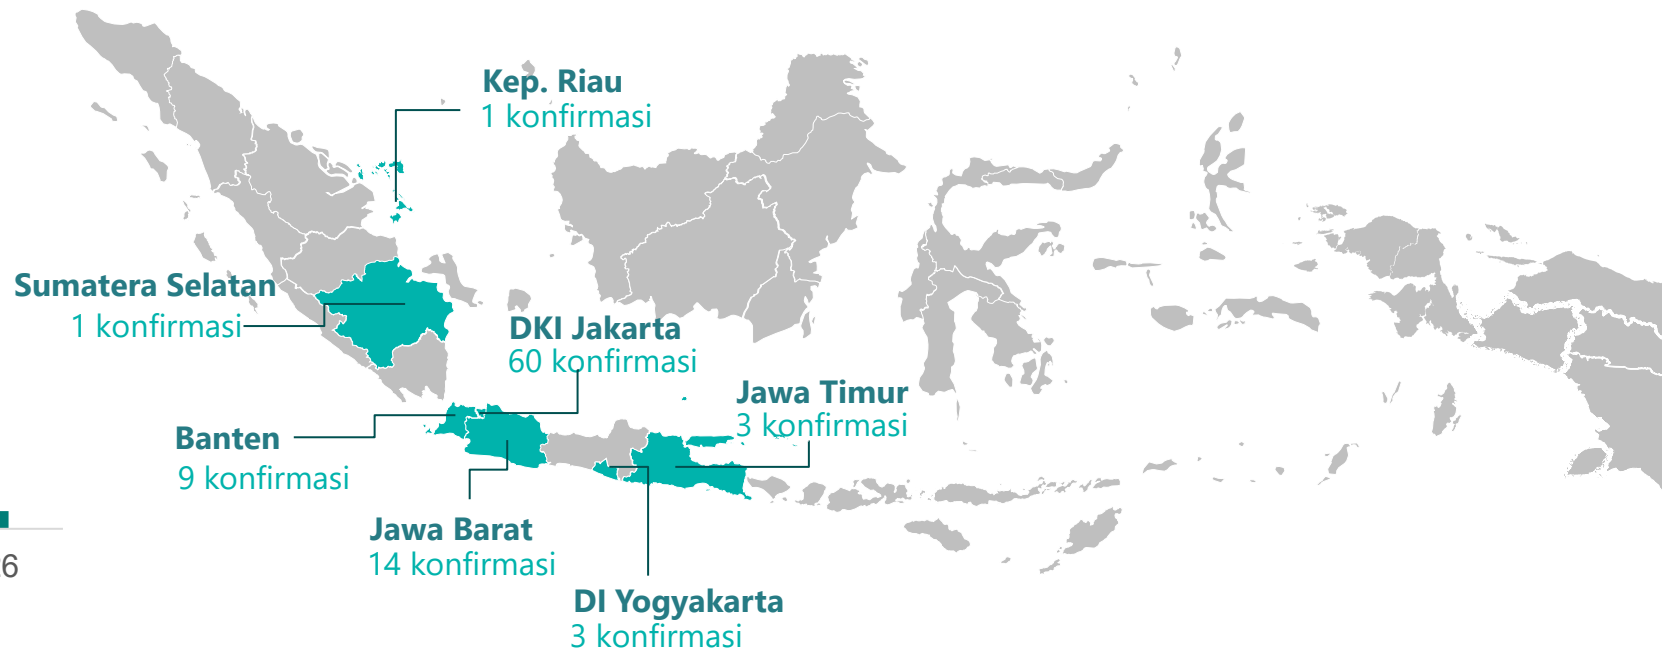 Kep. Riau
1 konfirmasi
Sumatera Selatan
1 konfirmasi
DKI Jakarta
60 konfirmasi
Jawa Timur
3 konfirmasi
Banten
9 konfirmasi
Jawa Barat
14 konfirmasi
6
DI Yogyakarta
3 konfirmasi